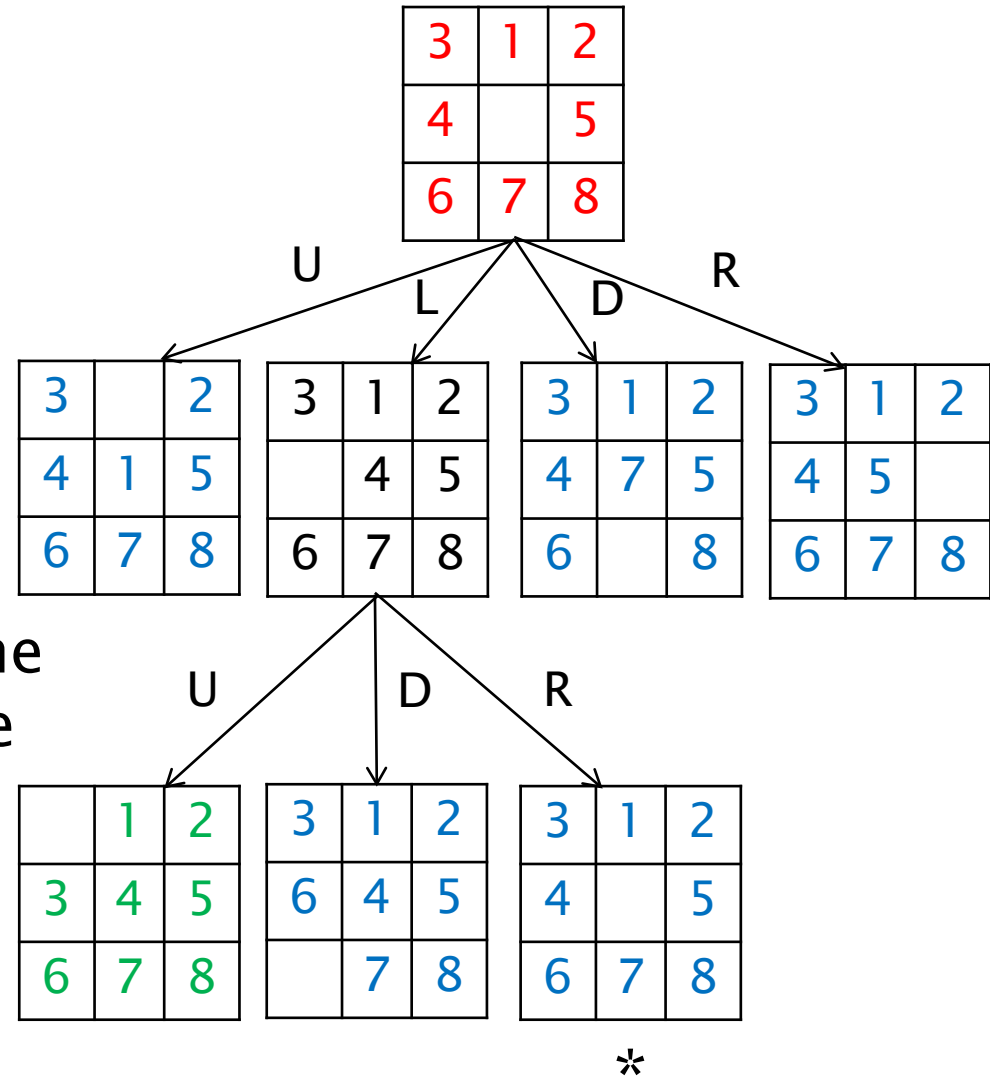 3 1 2
4 5
6 7 8
U L D R
3 2 3 1 2 3 1 2 3 1 2
4 1 5 4 5 4 7 5 4 5
6 7 8 6 7 8 6 8 6 7 8
U D R
1 2 3 1 2 3 1 2
3 4 5 6 4 5 4 5
6 7 8 7 8 6 7 8
*